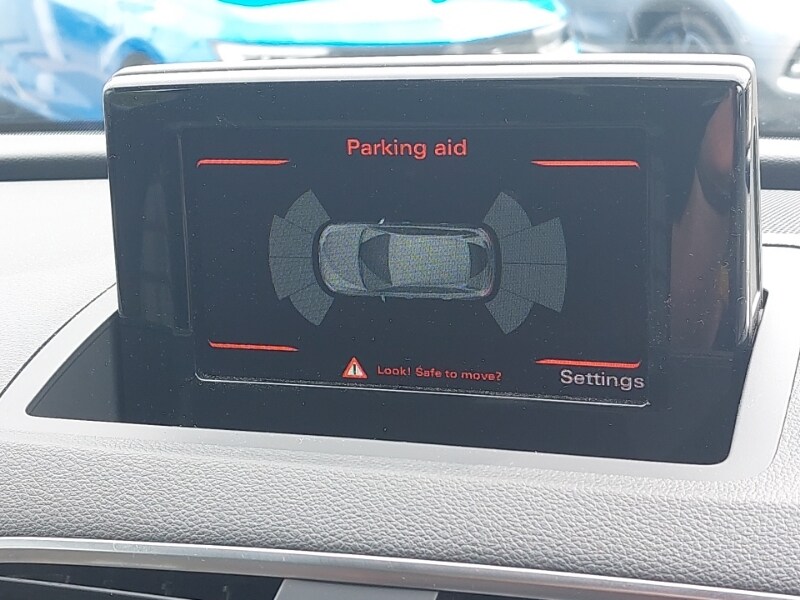 Parking aid
Look! Safe to move?
Settings